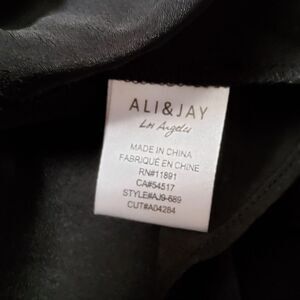 ALI&JAY
Los Angeles
MADE IN CHINA
FABRIQUÉ EN CHINE
RN#11891
CA#54517
STYLE#AJ9-689
CUT#A04284